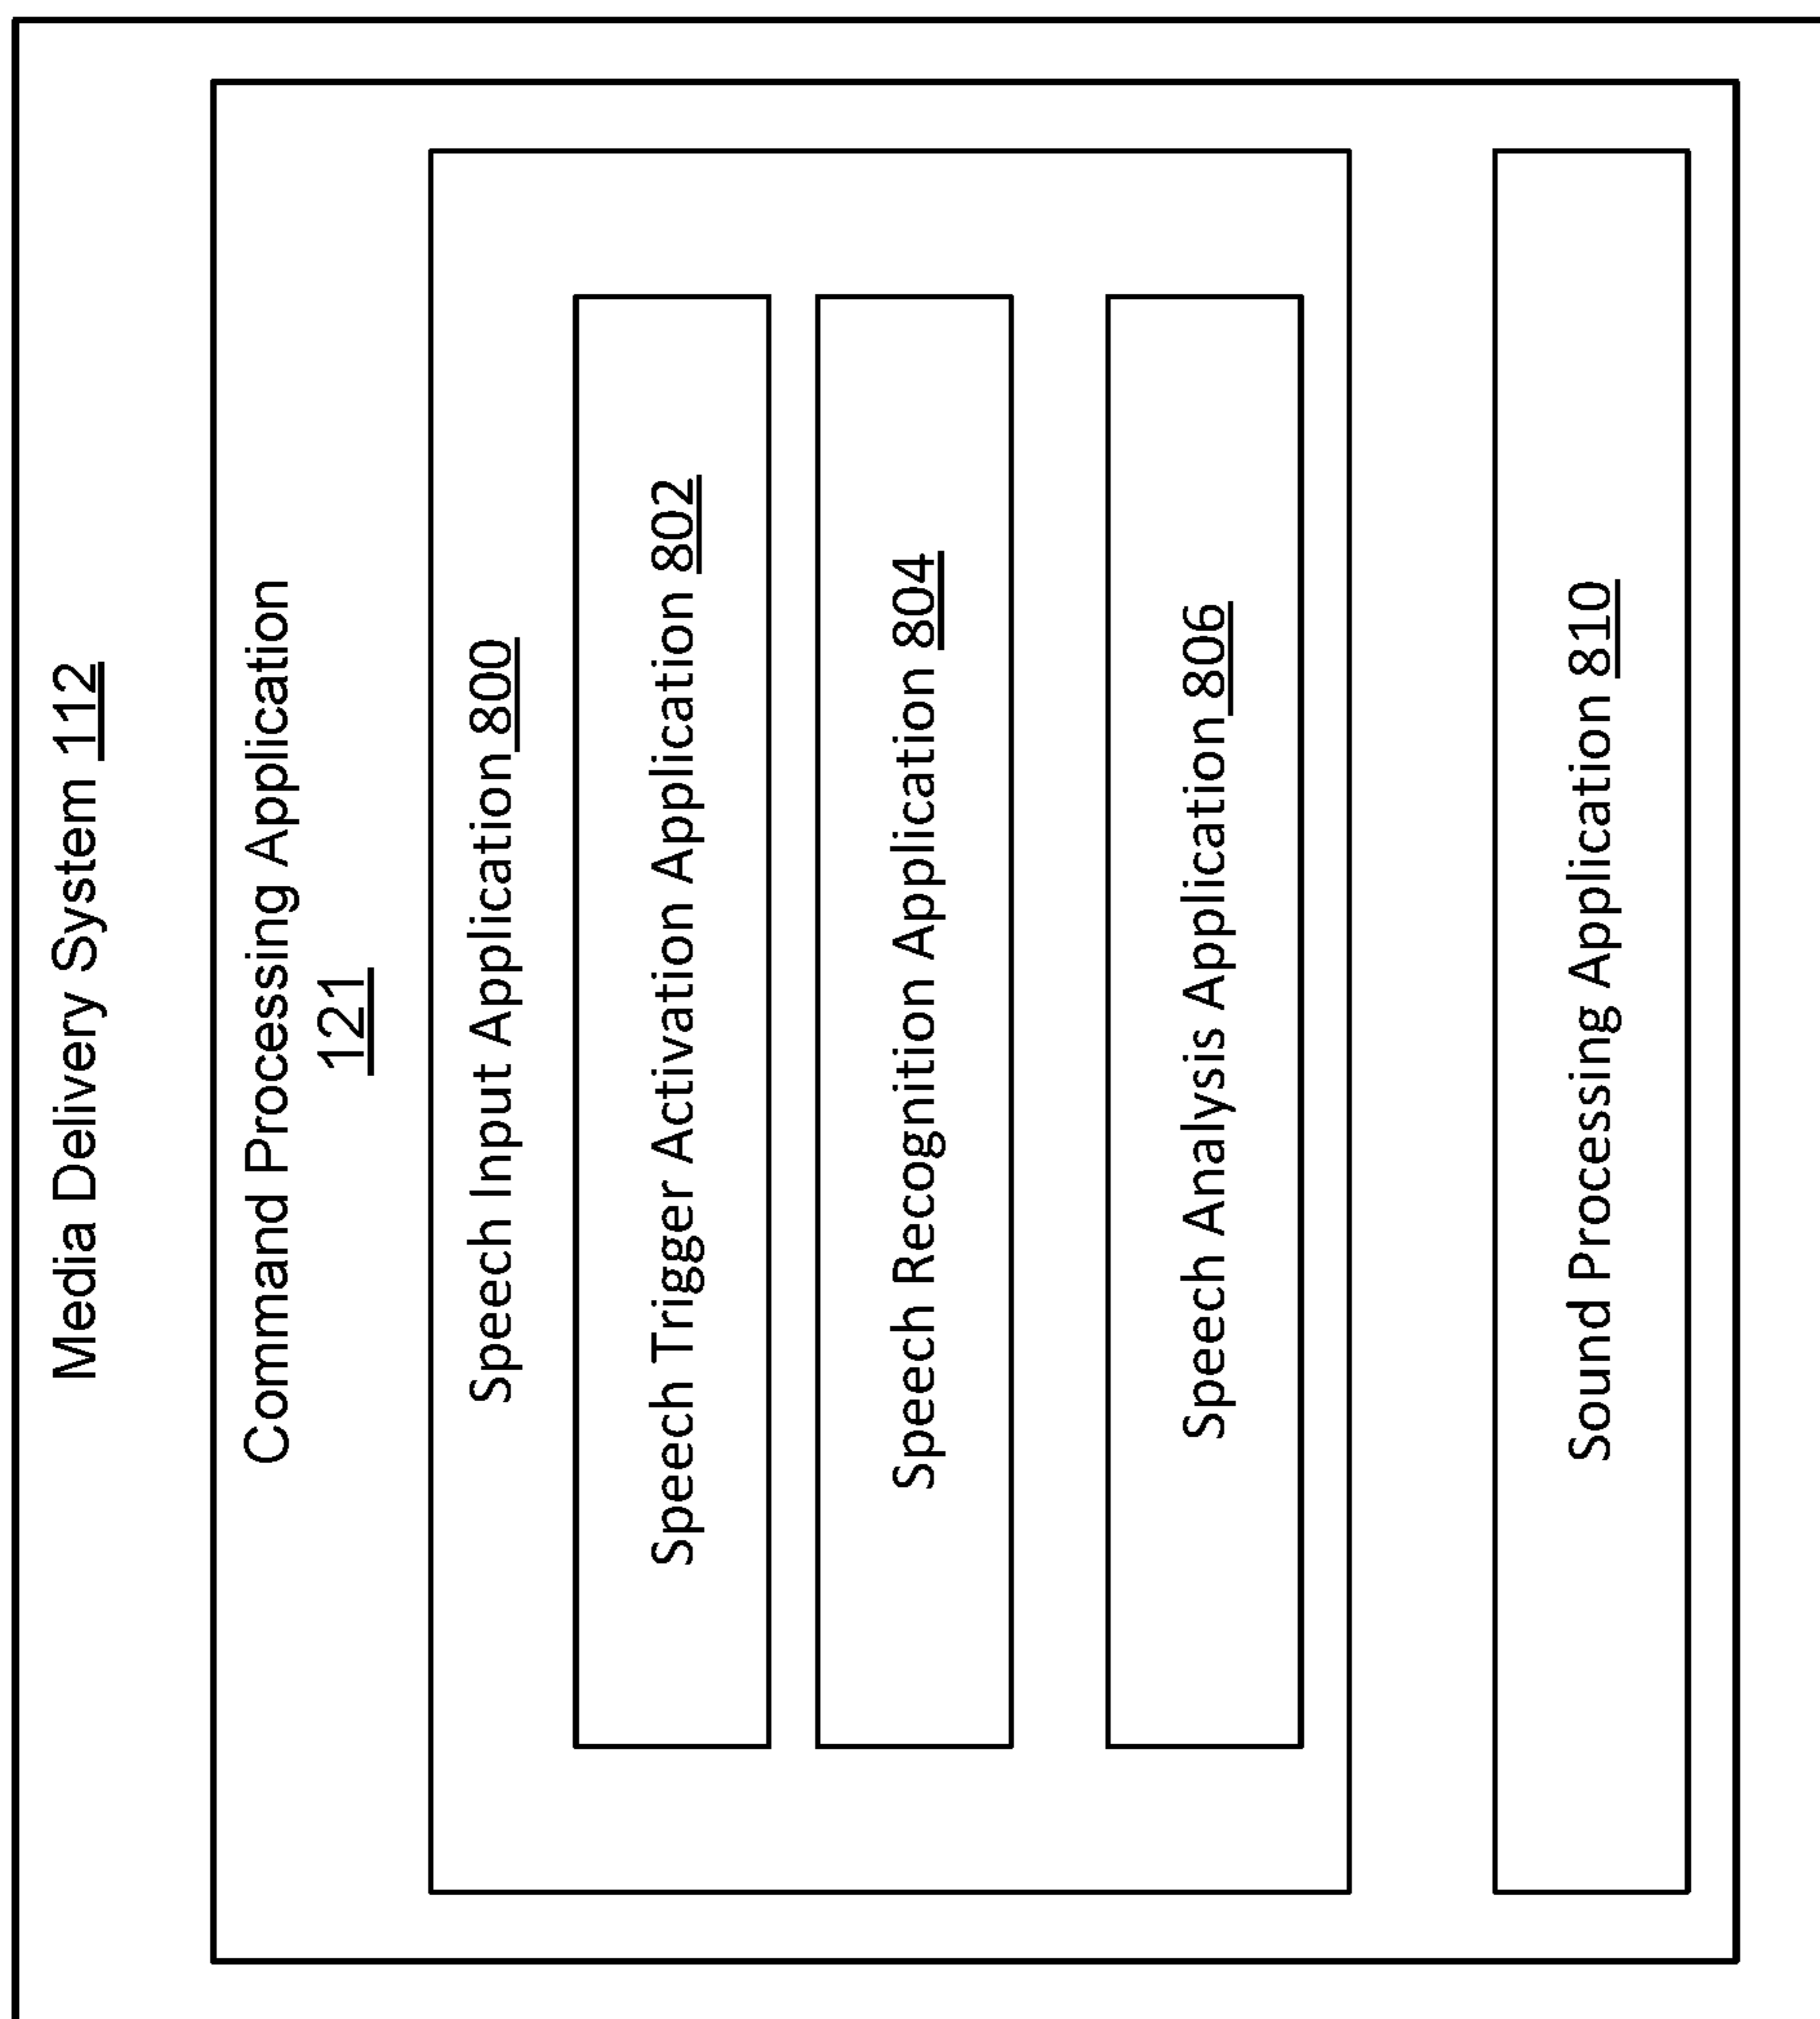 Media Delivery System 112
Command Processing Application
121
Speech Input Application 800
Speech Trigger Activation Application 802
Speech Recognition Application 804
Speech Analysis Application 806
Sound Processing Application 810